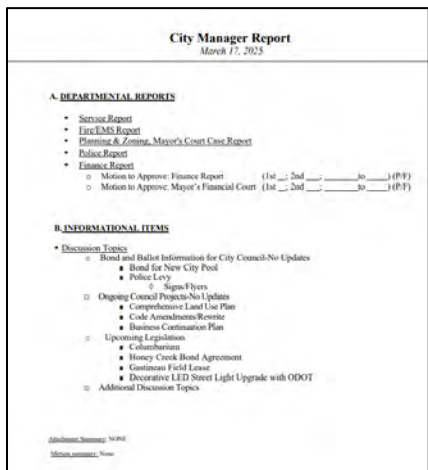 City Manager Report
March 17, 2025
A. DEPARTMENTAL REPORTS
• Service Report
• Fire/EMS Report
• Planning & Zoning, Mayor's Court Case Report
• Police Report
• Finance Report
○ Motion to Approve: Finance Report (1st __; 2nd ___; ________to _____) (P/F)
○ Motion to Approve: Mayor's Financial Court (1st __; 2nd ___; ________to _____) (P/F)
B. INFORMATIONAL ITEMS
• Discussion Topics
○ Bond and Ballot Information for City Council-No Updates
■ Bond for New City Pool
■ Police Levy
◊ Signs/Flyers
○ Ongoing Council Projects-No Updates
■ Comprehensive Land Use Plan
■ Code Amendments/Rewrite
■ Business Continuation Plan
○ Upcoming Legislation
■ Columbarium
■ Honey Creek Bond Agreement
■ Gastineau Field Lease
■ Decorative LED Street Light Upgrade with ODOT
○ Additional Discussion Topics
Attachment Summary: NONE
Motion summary: None